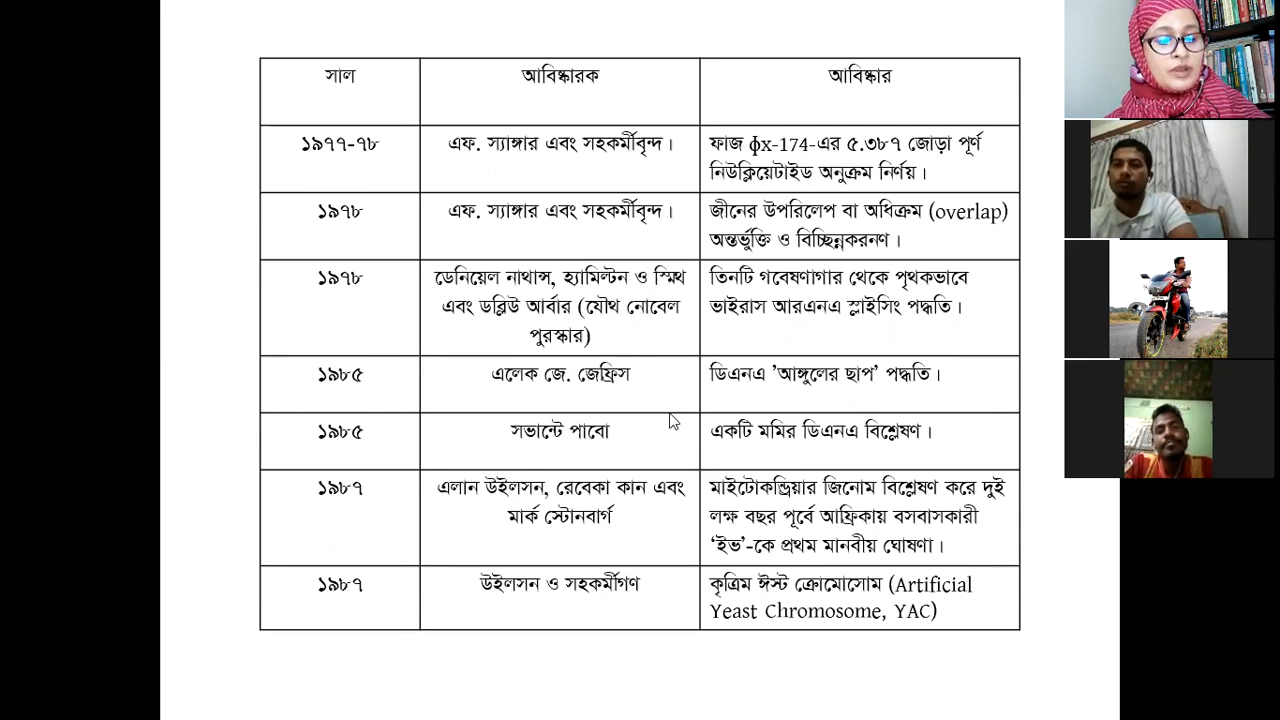 সাল আবিষ্কারক আবিষ্কার
১৯৭৭-৭৮ এফ. স্যাঙ্গার এবং সহকর্মীবৃন্দ। ফাজ ϕx-174-এর ৫.৩৮৭ জোড়া পূর্ণ
নিউক্লিয়েটাইড অনুক্রম নির্ণয়।
১৯৭৮ এফ. স্যাঙ্গার এবং সহকর্মীবৃন্দ। জীনের উপরিলেপ বা অধিক্রম (overlap)
অন্তর্ভুক্তি ও বিচ্ছিন্নকরনণ।
১৯৭৮ ডেনিয়েল নাথান্স, হ্যামিল্টন ও স্মিথ তিনটি গবেষণাগার থেকে পৃথকভাবে
এবং ডব্লিউ আর্বার (যৌথ নোবেল ভাইরাস আরএনএ স্লাইসিং পদ্ধতি।
পুরস্কার)
১৯৮৫ এলেক জে. জেফ্রিস ডিএনএ ’আঙ্গুলের ছাপ’ পদ্ধতি।
১৯৮৫ সভান্টে পাবো একটি মমির ডিএনএ বিশ্লেষণ।
১৯৮৭ এলান উইলসন, রেবেকা কান এবং মাইটোকন্ড্রিয়ার জিনোম বিশ্লেষণ করে দুই
মার্ক স্টোনবার্গ লক্ষ বছর পূর্বে আফ্রিকায় বসবাসকারী
‘ইভ’-কে প্রথম মানবীয় ঘোষণা।
১৯৮৭ উইলসন ও সহকর্মীগণ কৃত্রিম ঈস্ট ক্রোমোসোম (Artificial
Yeast Chromosome, YAC)